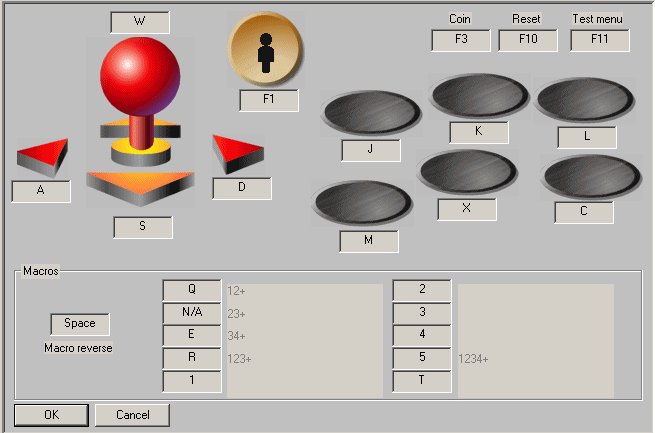 W
Coin Reset Test menu
F3 F10 F11
F1
J K L
A D
S
M X C
Macros
Q 12+ 2
N/A 23+ 3
Space
E 34+ 4
Macro reverse
R 123+ 5 1234+
1 T
OK Cancel